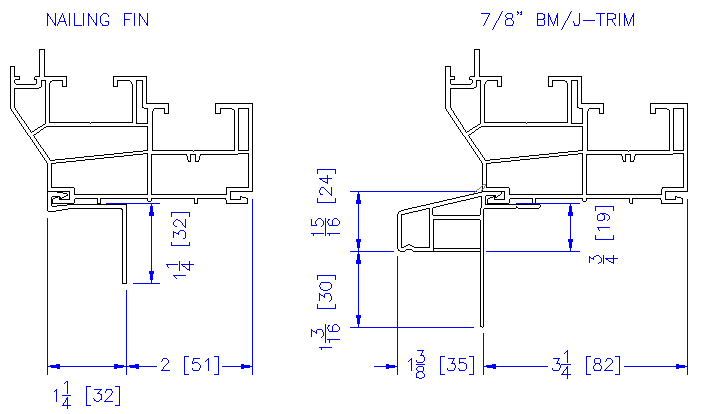 NAILING FIN
7/8" BM/J-TRIM
1 1/4 [32]
2 [51]
1 1/4 [32]
15/16 [24]
1 3/16 [30]
3/4 [19]
1 3/8 [35]
3 1/4 [82]